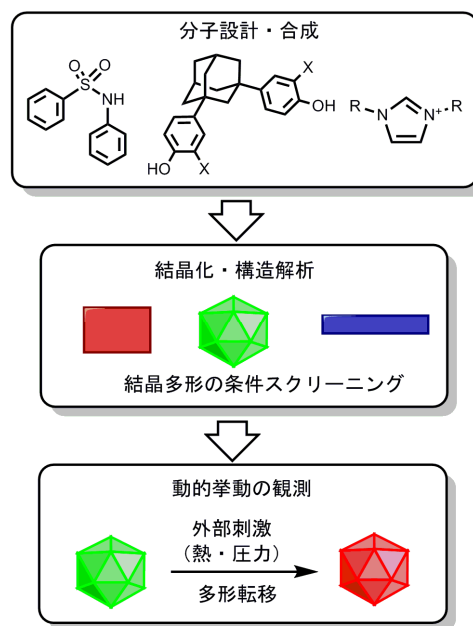 分子設計・合成
O O
S
NH
X
OH
HO
X
R N N+ R
結晶化・構造解析
結晶多形の条件スクリーニング
動的挙動の観測
外部刺激
(熱・圧力)
多形転移